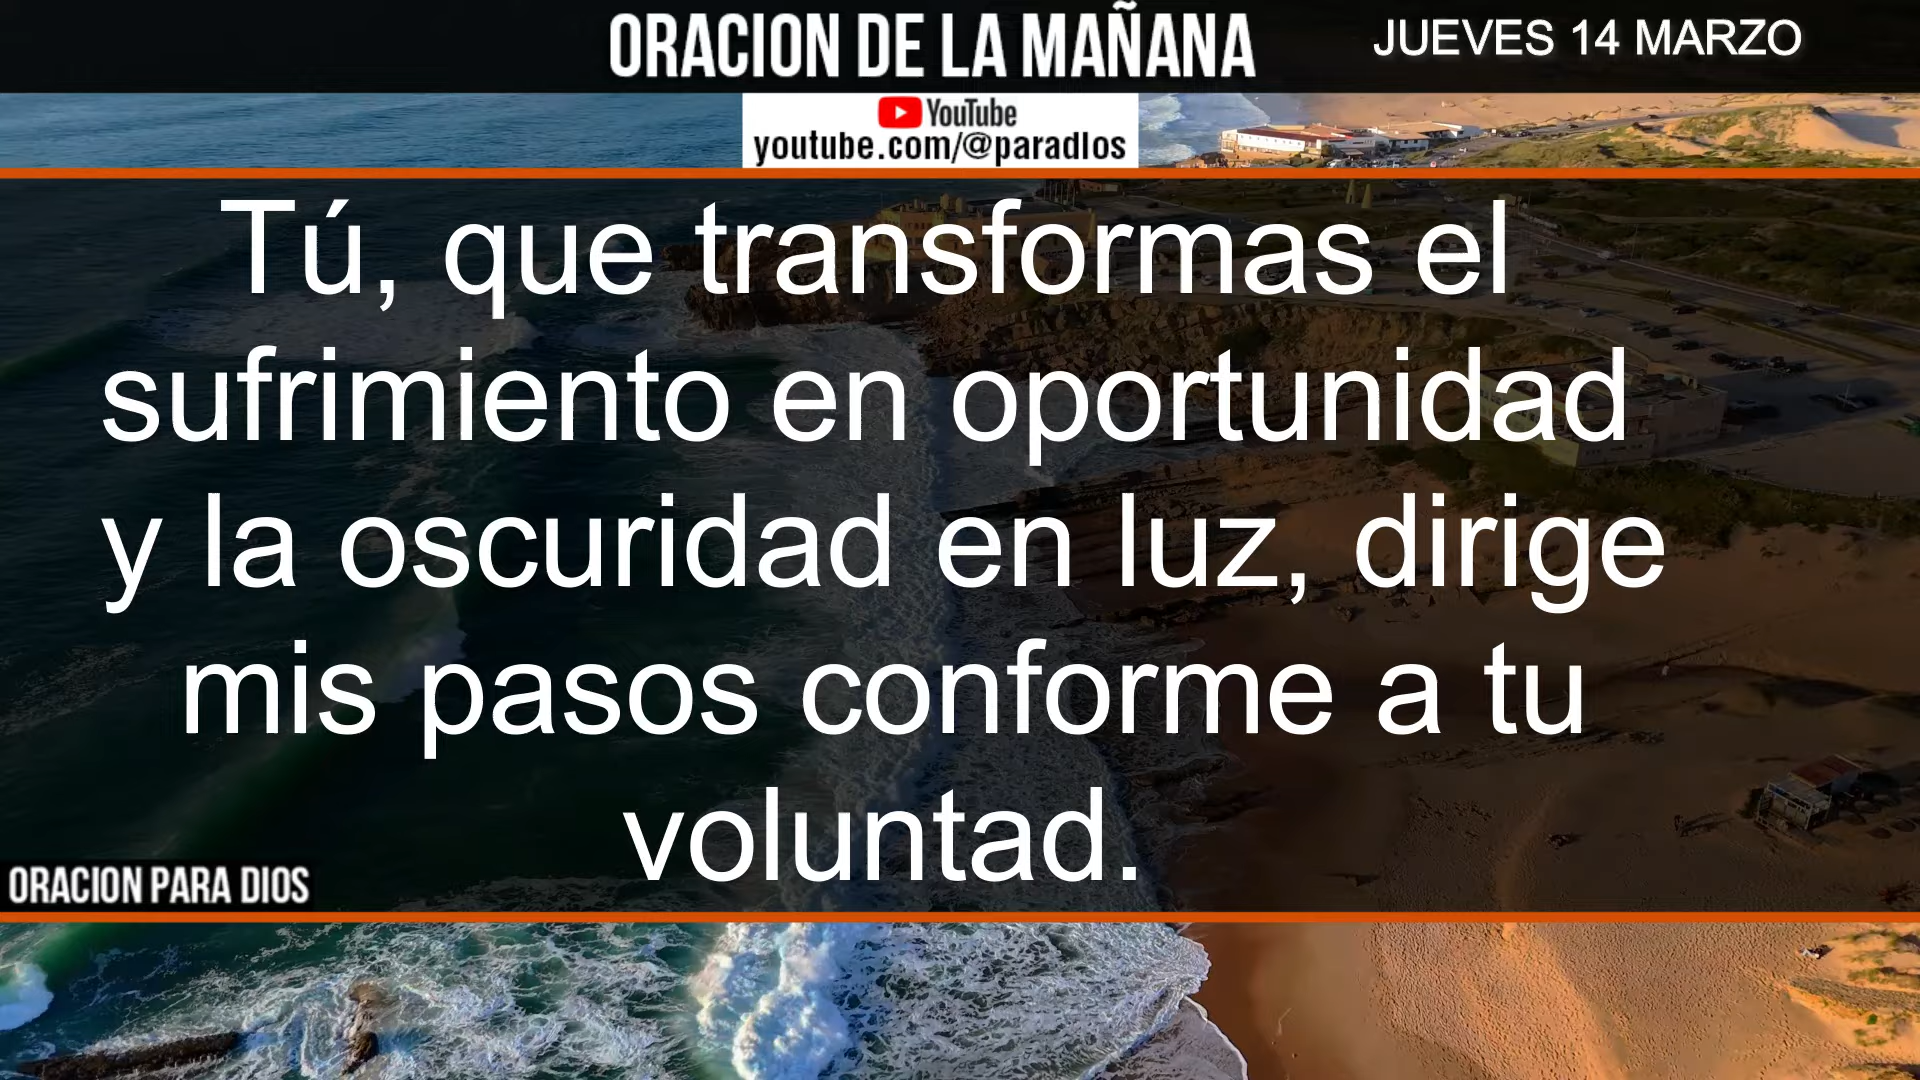 ORACION DE LA MAÑANA
JUEVES 14 MARZO
YouTube
youtube.com/@paradIos
Tú, que transformas el
sufrimiento en oportunidad
y la oscuridad en luz, dirige
mis pasos conforme a tu
voluntad.
ORACION PARA DIOS